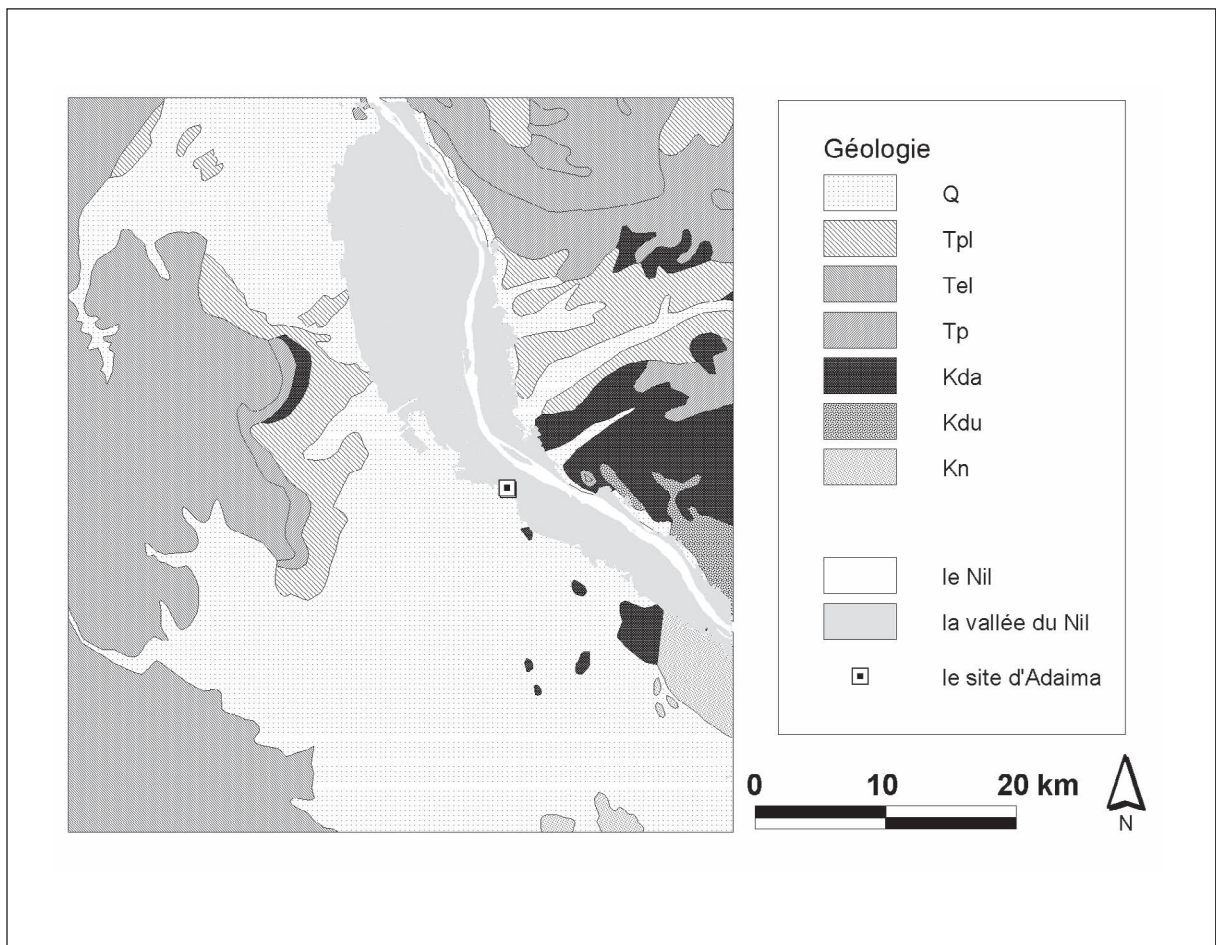 Géologie
Q
Tpl
Tel
Tp
Kda
Kdu
Kn
le Nil
la vallée du Nil
le site d'Adaima
0 10 20 km
N